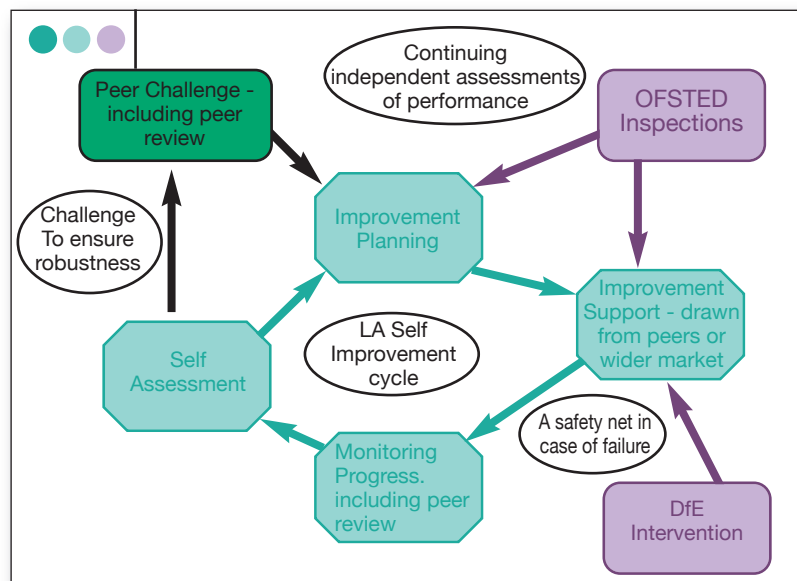 Continuing
independent assessments
of performance
Peer Challenge -
including peer
review
OFSTED
Inspections
Challenge
To ensure
robustness
Improvement
Planning
Improvement
Support - drawn
from peers or
wider market
LA Self
Improvement
cycle
Self
Assessment
A safety net in
case of failure
Monitoring
Progress.
including peer
review
DfE
Intervention